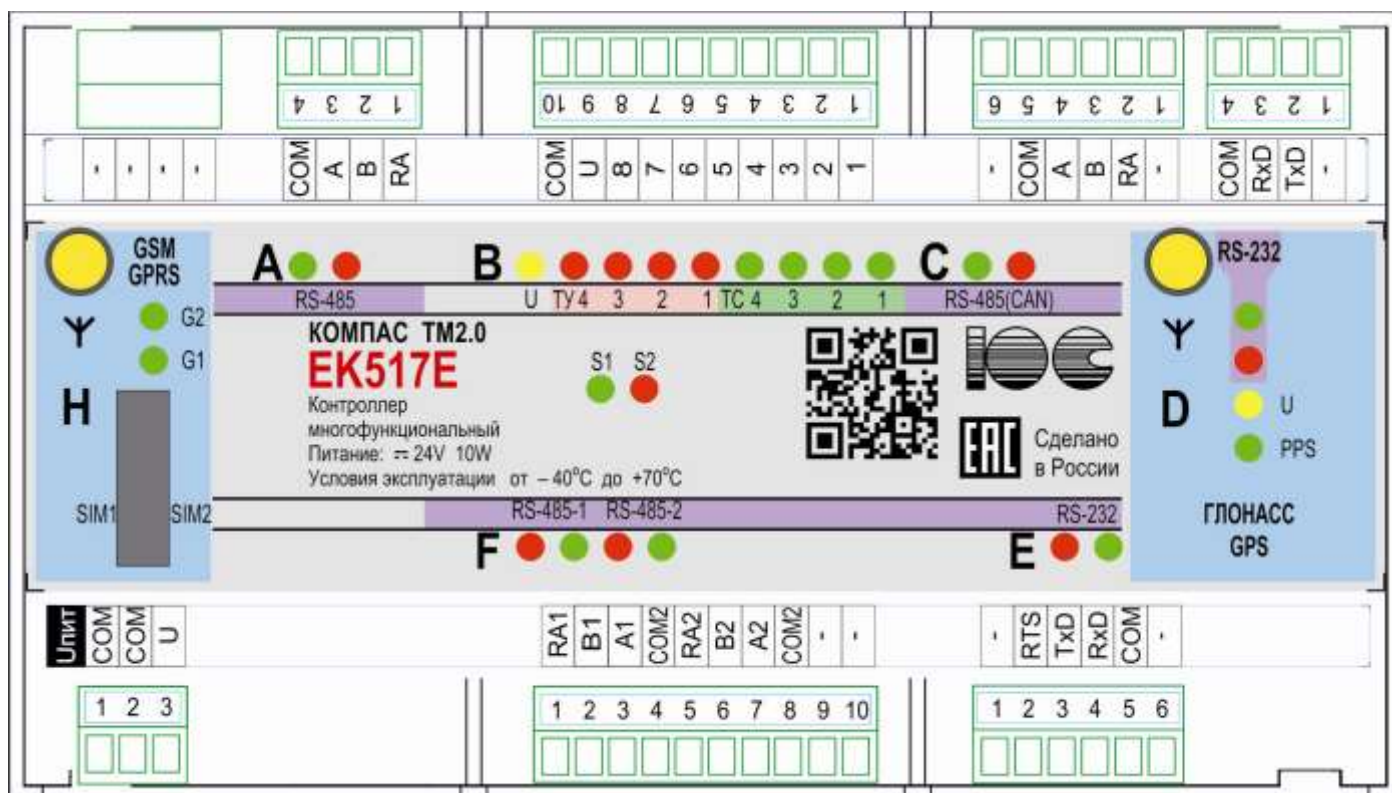 4 3 2 1
10 9 8 7 6 5 4 3 2 1
6 5 4 3 2 1
4 3 2 1
- - - -
COM A B RA
COM U 8 7 6 5 4 3 2 1
- COM A B RA -
COM RxD TxD -
GSM
GPRS
A
B
C
RS-232
RS-485
U ТУ 4 3 2 1 ТС 4 3 2 1
RS-485(CAN)
G2
G1
H
SIM1
SIM2
КОМПАС ТМ2.0
EK517E
Контроллер
многофункциональный
Питание: ⎓ 24V 10W
Условия эксплуатации от – 40°C до +70°C
S1 S2
ЮС
EAC
Сделано
в России
D
U
PPS
ГЛОНАСС
GPS
RS-485-1 RS-485-2
RS-232
F
E
Uпит COM COM U
RA1 B1 A1 COM2 RA2 B2 A2 COM2 - -
- RTS TxD RxD COM -
1 2 3
1 2 3 4 5 6 7 8 9 10
1 2 3 4 5 6